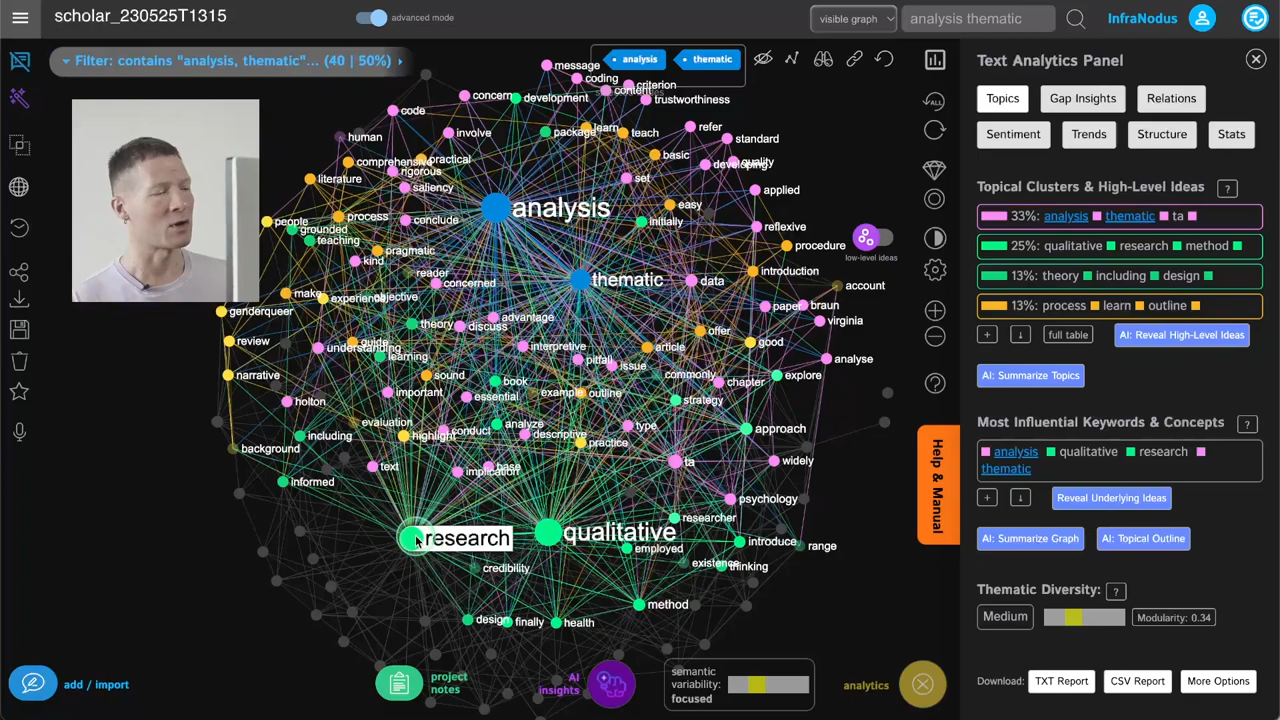 scholar_230525T1315
advanced mode
visible graph
analysis thematic
InfraNodus
Filter: contains "analysis, thematic"... (40 | 50%)
• analysis
• thematic
message
coding
criterion
content
trustworthiness
concern
development
code
learn
package
teach
refer
involve
human
standard
comprehensive
practical
basic
quality
developing
rigorous
literature
saliency
set
applied
analysis
easy
people
process
conclude
initially
reflexive
grounded
teaching
pragmatic
procedure
kind
reader
introduction
low-level ideas
thematic
concerned
data
account
make
experience
objective
paper
braun
genderqueer
advantage
virginia
theory
discuss
offer
review
guide
understanding
interpretive
article
good
learning
pitfall
issue
analyse
narrative
sound
book
commonly
chapter
explore
important
essential
example
outline
strategy
holton
evaluation
analyze
type
approach
including
highlight
conduct
descriptive
practice
background
text
base
implication
ta
widely
informed
psychology
research
qualitative
researcher
employed
introduce
range
credibility
existence
thinking
method
design
finally
health
add / import
project
notes
AI
insights
semantic
variability:
focused
analytics
Help & Manual
Text Analytics Panel
Topics
Gap Insights
Relations
Sentiment
Trends
Structure
Stats
Topical Clusters & High-Level Ideas ?
33%: analysis thematic ta
25%: qualitative research method
13%: theory including design
13%: process learn outline
+ ↓ full table AI: Reveal High-Level Ideas
AI: Summarize Topics
Most Influential Keywords & Concepts ?
analysis qualitative research
thematic
+ ↓ Reveal Underlying Ideas
AI: Summarize Graph AI: Topical Outline
Thematic Diversity: ?
Medium Modularity: 0.34
Download: TXT Report CSV Report More Options